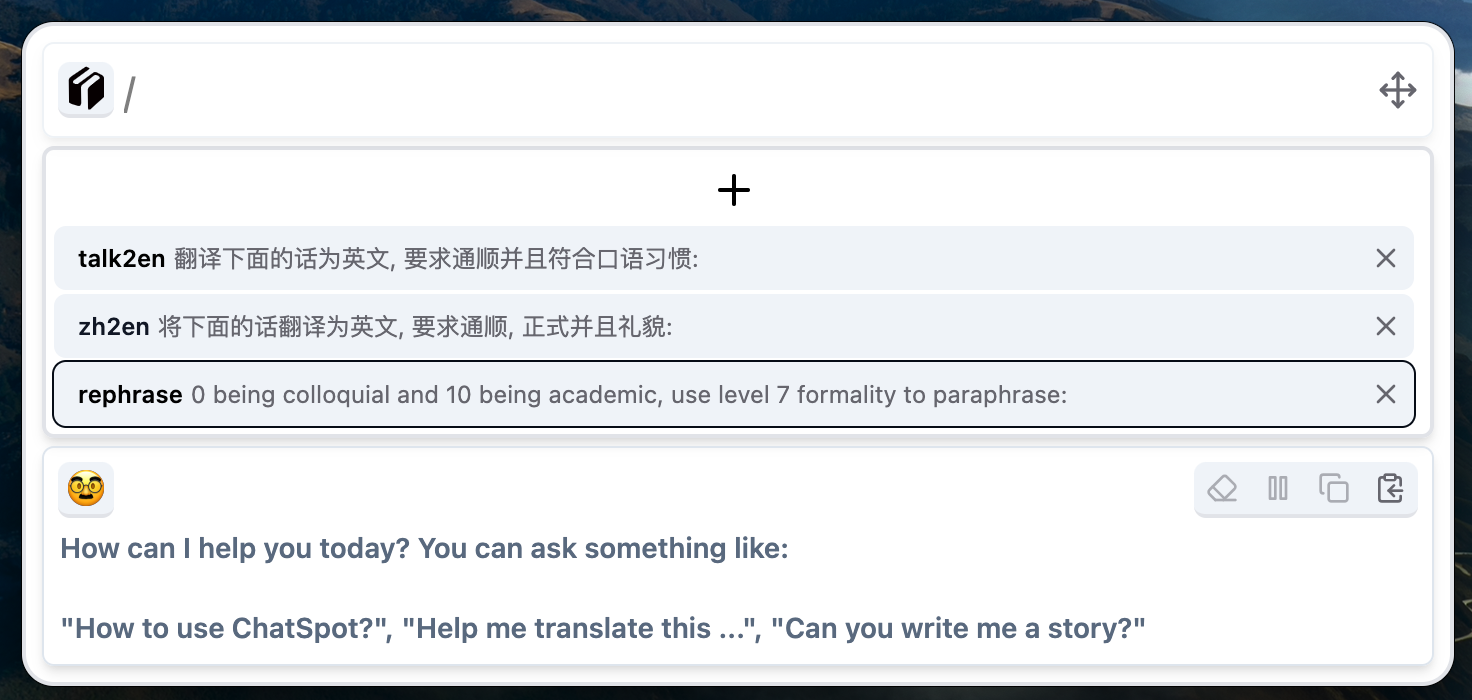 /
talk2en 翻译下面的话为英文, 要求通顺并且符合口语习惯:
zh2en 将下面的话翻译为英文, 要求通顺, 正式并且礼貌:
rephrase 0 being colloquial and 10 being academic, use level 7 formality to paraphrase:
How can I help you today? You can ask something like:
"How to use ChatSpot?", "Help me translate this ...", "Can you write me a story?"